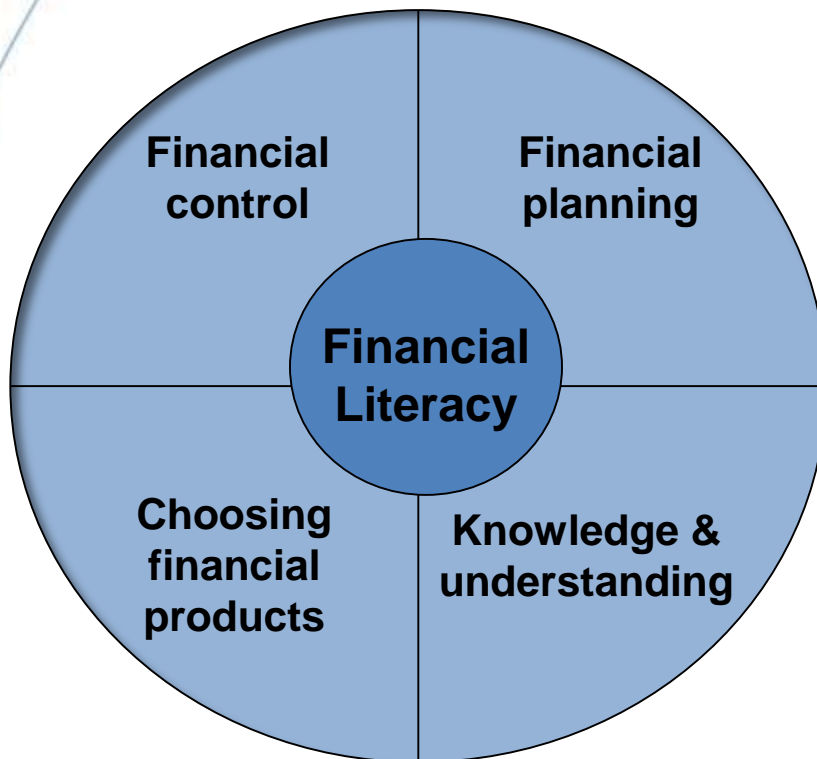 Financial
control
Financial
planning
Financial
Literacy
Choosing
financial
products
Knowledge &
understanding